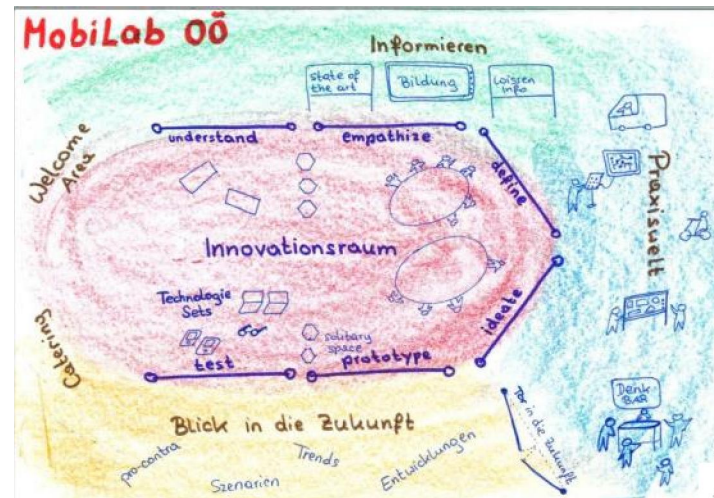 MobiLab OÖ
Informieren
state of
the art
Bildung
Loissen
Info
Welcome
Area
understand
empathize
define
Praxisuelt
Innovationsraum
Technologie
Sets
solitary
space
ideate
Catering
test
prototype
Denk
BAR
Blick in die Zukunft
Tor in die Zukunft
pro-contra
Szenarien
Trends
Entwicklungen